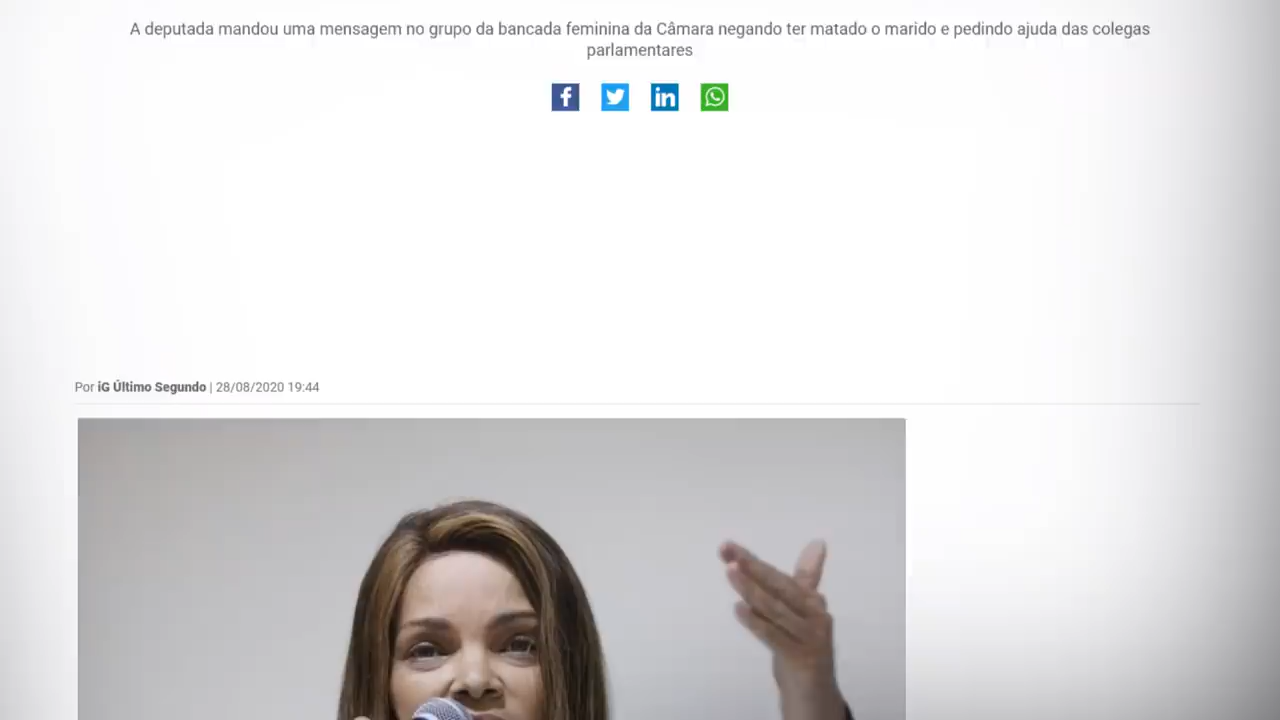 A deputada mandou uma mensagem no grupo da bancada feminina da Câmara negando ter matado o marido e pedindo ajuda das colegas
parlamentares
Por iG Último Segundo | 28/08/2020 19:44